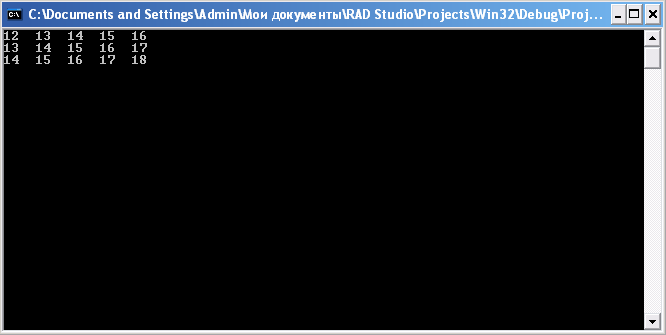 C:\Documents and Settings\Admin\Мои документы\RAD Studio\Projects\Win32\Debug\Proj...
12 13 14 15 16
13 14 15 16 17
14 15 16 17 18